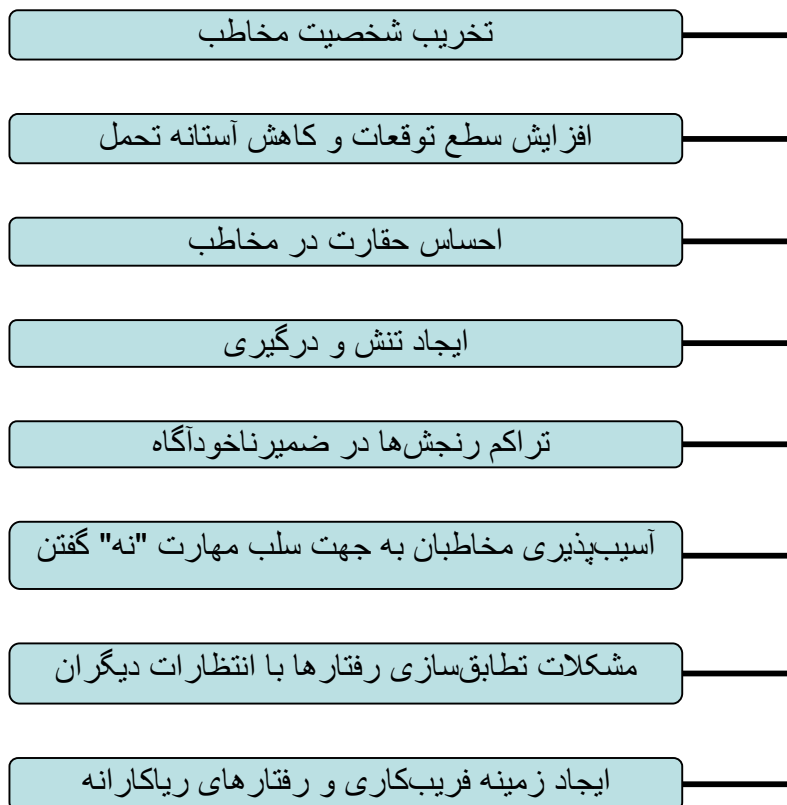 تخریب شخصیت مخاطب
افزایش سطع توقعات و کاهش آستانه تحمل
احساس حقارت در مخاطب
ایجاد تنش و درگیری
تراکم رنجش‌ها در ضمیرناخودآگاه
آسیب‌پذیری مخاطبان به جهت سلب مهارت "نه" گفتن
مشکلات تطابق‌سازی رفتارها با انتظارات دیگران
ایجاد زمینه فریب‌کاری و رفتارهای ریاکارانه